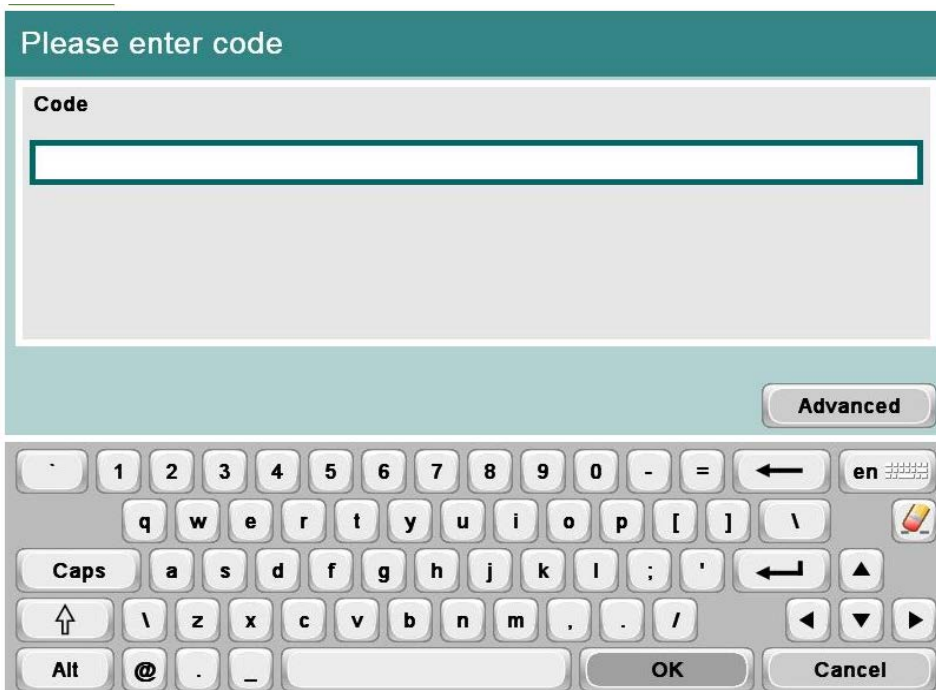 Please enter code
Code
Advanced
` 1 2 3 4 5 6 7 8 9 0 - = en
q w e r t y u i o p [ ] \
Caps a s d f g h j k l ; '
\ z x c v b n m , . /
Alt @ . _ OK Cancel